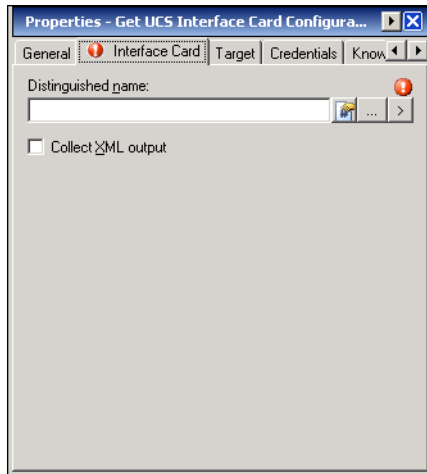 Properties - Get UCS Interface Card Configura...
General Interface Card Target Credentials Know
Distinguished name:
... >
Collect XML output